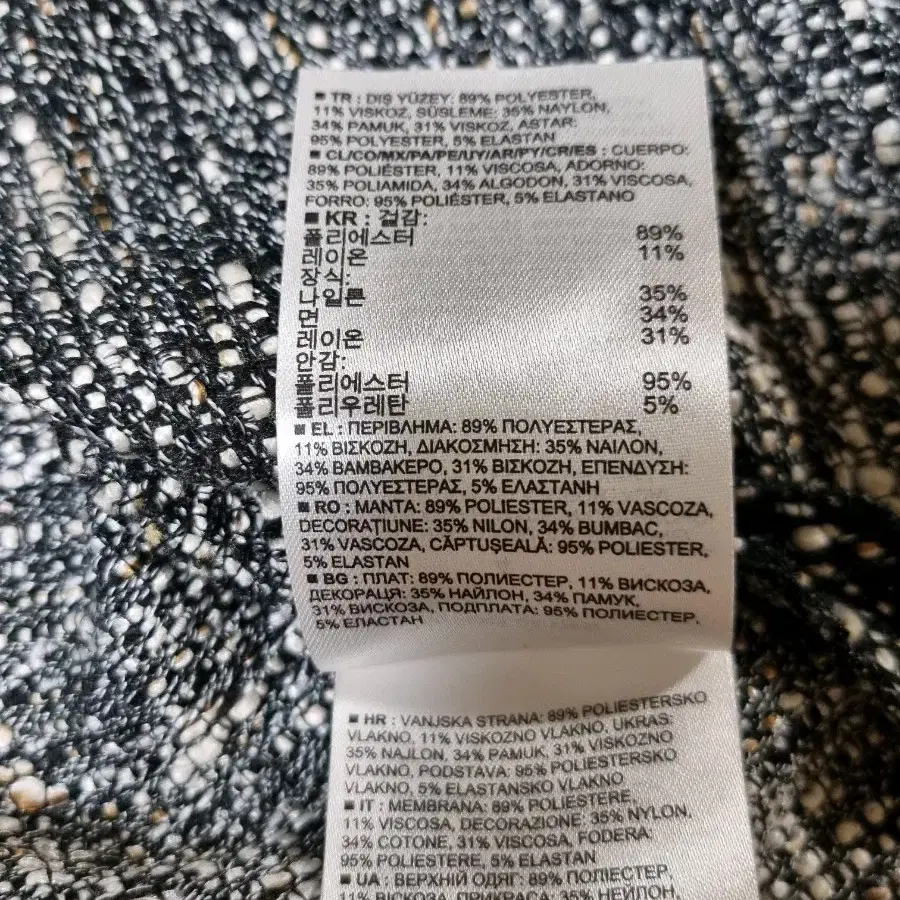 ■ TR : DIŞ YÜZEY: 89% POLYESTER,
11% VISKOZ, SÜSLEME: 35% NAYLON,
34% PAMUK, 31% VISKOZ, ASTAR:
95% POLYESTER, 5% ELASTAN
■ CL/CO/MX/PA/PE/UY/AR/PY/CR/ES : CUERPO:
89% POLIÉSTER, 11% VISCOSA, ADORNO:
35% POLIAMIDA, 34% ALGODON, 31% VISCOSA,
FORRO: 95% POLIÉSTER, 5% ELASTANO
■ KR : 겉감:
폴리에스터 89%
레이온 11%
장식:
나일론 35%
면 34%
레이온 31%
안감:
폴리에스터 95%
폴리우레탄 5%
■ EL : ΠΕΡΙΒΛΗΜΑ: 89% ΠΟΛΥΕΣΤΕΡΑΣ,
11% ΒΙΣΚΟΖΗ, ΔΙΑΚΟΣΜΗΣΗ: 35% ΝΑΙΛΟΝ,
34% ΒΑΜΒΑΚΕΡΟ, 31% ΒΙΣΚΟΖΗ, ΕΠΕΝΔΥΣΗ:
95% ΠΟΛΥΕΣΤΕΡΑΣ, 5% ΕΛΑΣΤΑΝΗ
■ RO : MANTA: 89% POLIESTER, 11% VASCOZA,
DECORAȚIUNE: 35% NILON, 34% BUMBAC,
31% VASCOZA, CĂPTUȘEALĂ: 95% POLIESTER,
5% ELASTAN
■ BG : ПЛАТ: 89% ПОЛИЕСТЕР, 11% ВИСКОЗА,
ДЕКОРАЦИЯ: 35% НАЙЛОН, 34% ПАМУК,
31% ВИСКОЗА, ПОДПЛАТА: 95% ПОЛИЕСТЕР,
5% ЕЛАСТАН
■ HR : VANJSKA STRANA: 89% POLIESTERSKO
VLAKNO, 11% VISKOZNO VLAKNO, UKRAS:
35% NAJLON, 34% PAMUK, 31% VISKOZNO
VLAKNO, PODSTAVA: 95% POLIESTERSKO
VLAKNO, 5% ELASTANSKO VLAKNO
■ IT : MEMBRANA: 89% POLIESTERE,
11% VISCOSA, DECORAZIONE: 35% NYLON,
34% COTONE, 31% VISCOSA, FODERA:
95% POLIESTERE, 5% ELASTAN
■ UA : ВЕРХНІЙ ОДЯГ: 89% ПОЛІЕСТЕР,
11% ВІСКОЗА, ПРИКРАСА: 35% НЕЙЛОН,